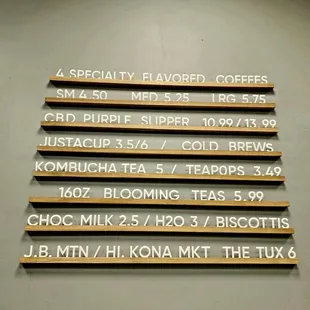 4 SPECIALTY FLAVORED COFFEES
SM 4.50 MED 5.25 LRG 5.75
CBD PURPLE SLIPPER 10.99/13.99
JUSTACUP 3.5/6 / COLD BREWS
KOMBUCHA TEA 5 / TEAPOPS 3.49
16OZ BLOOMING TEAS 5.99
CHOC MILK 2.5 / H2O 3 / BISCOTTIS
J.B. MTN / HI. KONA MKT THE TUX 6